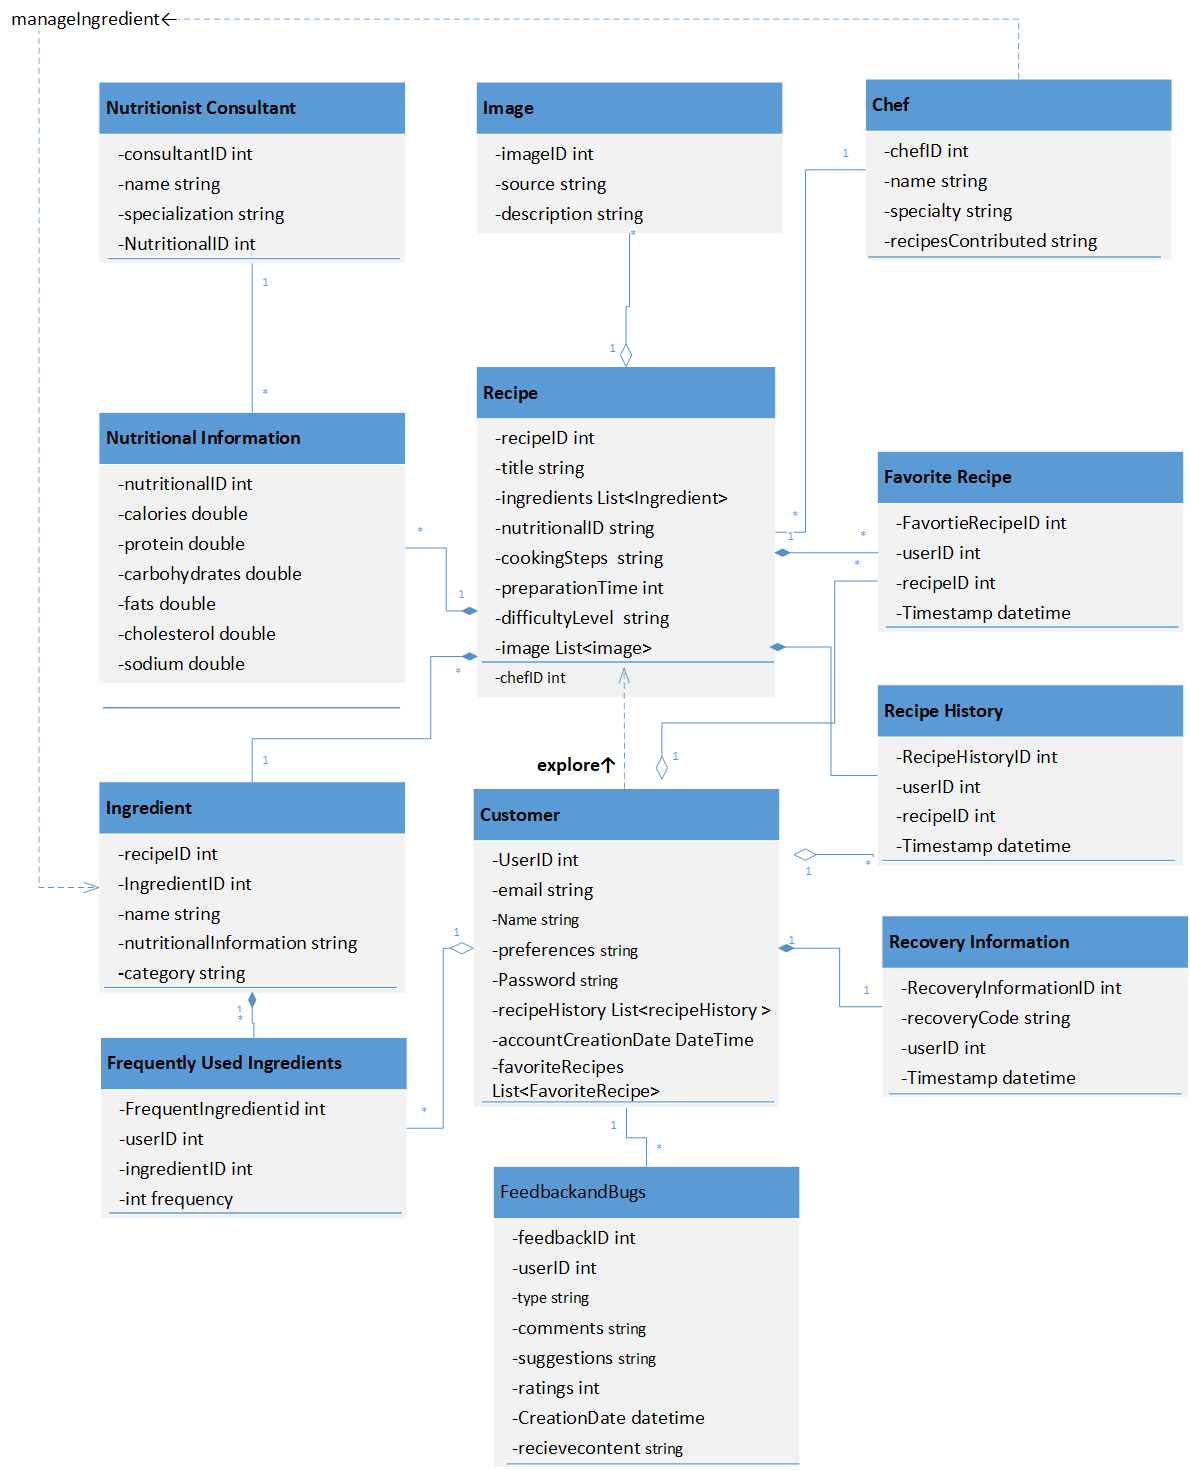 manageIngredient←
Nutritionist Consultant
-consultantID int
-name string
-specialization string
-NutritionalID int
Image
-imageID int
-source string
-description string
Chef
-chefID int
-name string
-specialty string
-recipesContributed string
1
*
1
*
1
*
Nutritional Information
-nutritionalID int
-calories double
-protein double
-carbohydrates double
-fats double
-cholesterol double
-sodium double
Recipe
-recipeID int
-title string
-ingredients List<Ingredient>
-nutritionalID string
-cookingSteps string
-preparationTime int
-difficultyLevel string
-image List<image>
-chefID int
Favorite Recipe
-FavortieRecipeID int
-userID int
-recipeID int
-Timestamp datetime
*
1
*
1
1
*
*
1
explore↑
Recipe History
-RecipeHistoryID int
-userID int
-recipeID int
-Timestamp datetime
1
*
Ingredient
-recipeID int
-IngredientID int
-name string
-nutritionalInformation string
-category string
Customer
-UserID int
-email string
-Name string
-preferences string
-Password string
-recipeHistory List<recipeHistory >
-accountCreationDate DateTime
-favoriteRecipes
List<FavoriteRecipe>
Recovery Information
-RecoveryInformationID int
-recoveryCode string
-userID int
-Timestamp datetime
1
1
1
*
1
*
Frequently Used Ingredients
-FrequentIngredientid int
-userID int
-ingredientID int
-int frequency
1
*
FeedbackandBugs
-feedbackID int
-userID int
-type string
-comments string
-suggestions string
-ratings int
-CreationDate datetime
-recievecontent string